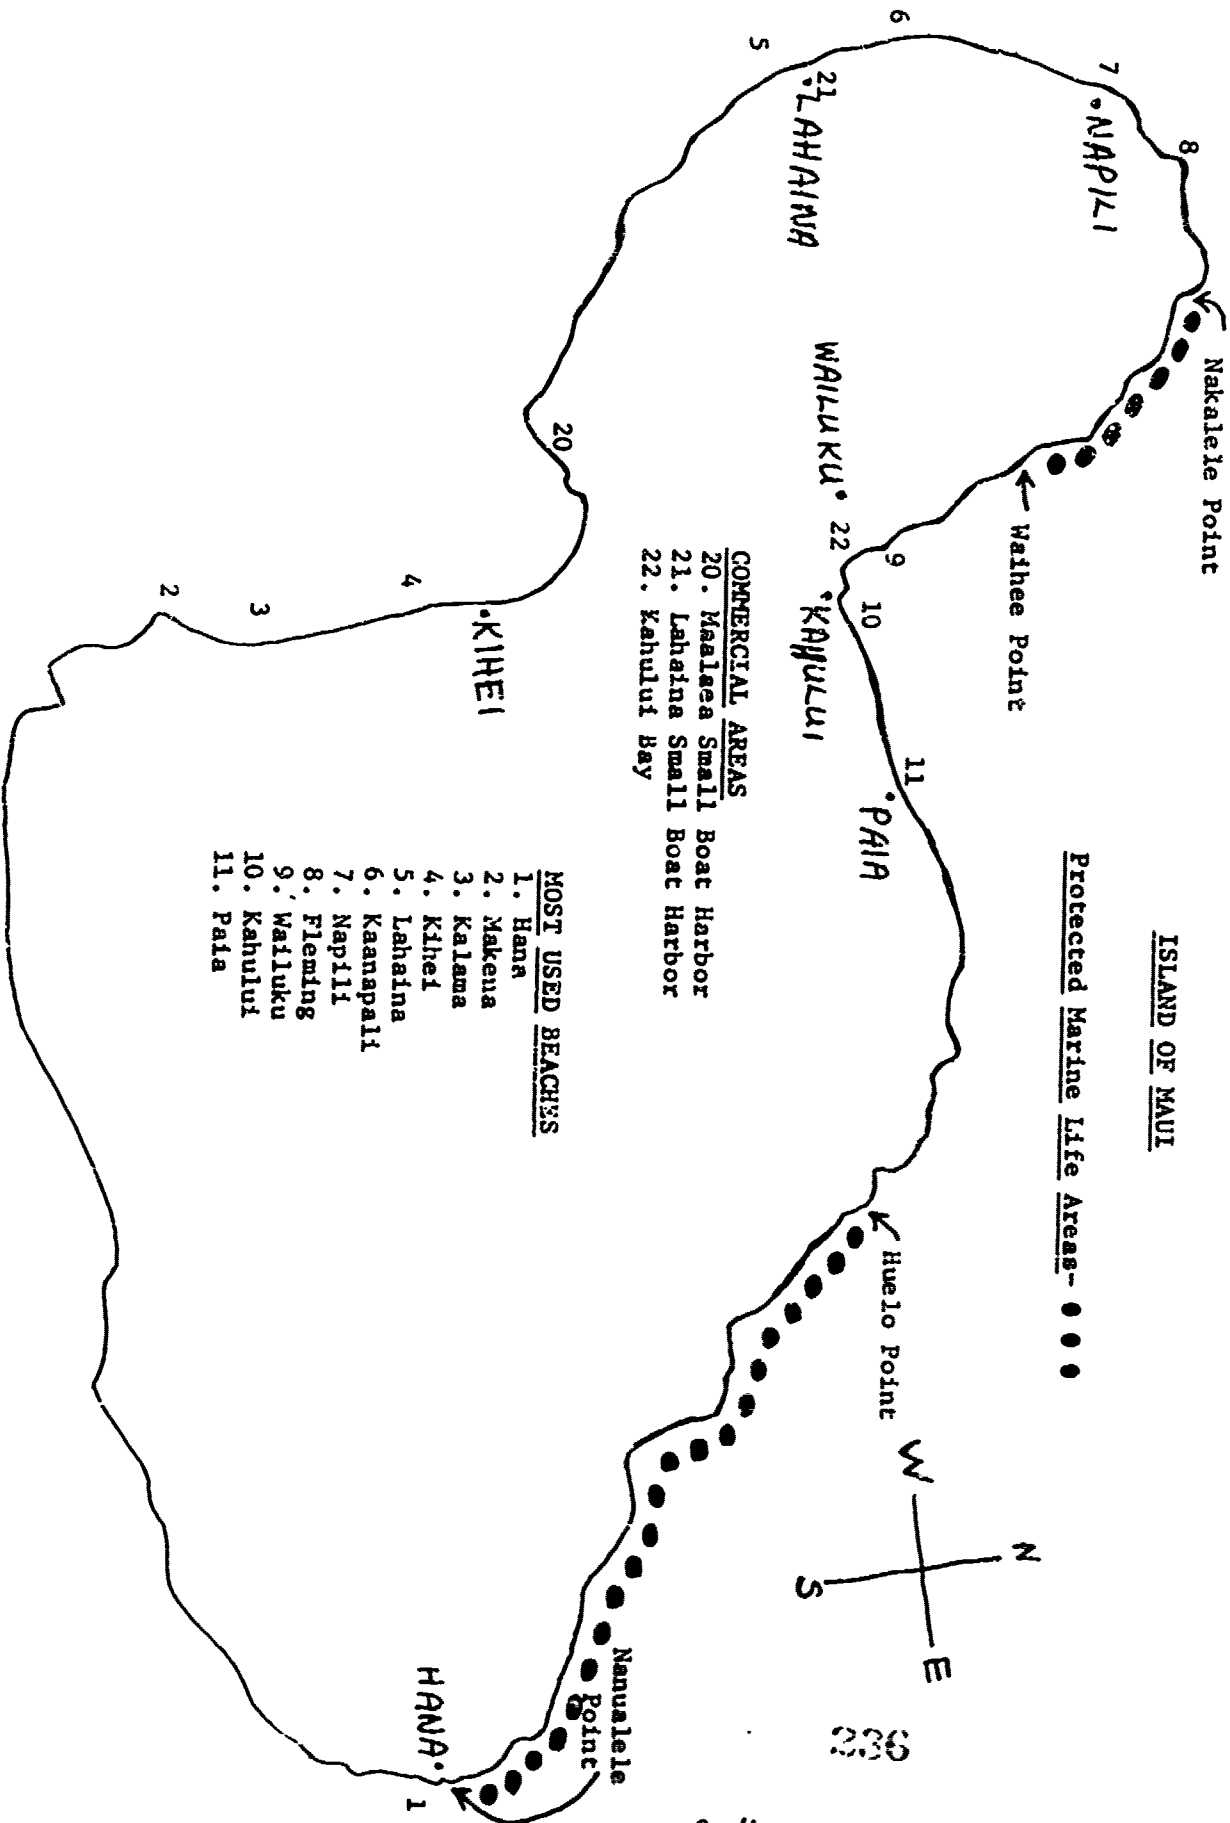 ISLAND OF MAUI
Protected Marine Life Areas-
Nakalele Point
Waihee Point
Huelo Point
Nanualele
Point
W
N
S
E
6
5
7
8
21
LAHAINA
NAPILI
WAILUKU
22
9
10
KAHULUI
11
PAIA
20
4
3
2
KIHEI
HANA
1
COMMERCIAL AREAS
20. Maalaea Small Boat Harbor
21. Lahaina Small Boat Harbor
22. Kahului Bay
MOST USED BEACHES
1. Hana
2. Makena
3. Kalama
4. Kihei
5. Lahaina
6. Kaanapali
7. Napili
8. Fleming
9. Wailuku
10. Kahului
11. Paia
236